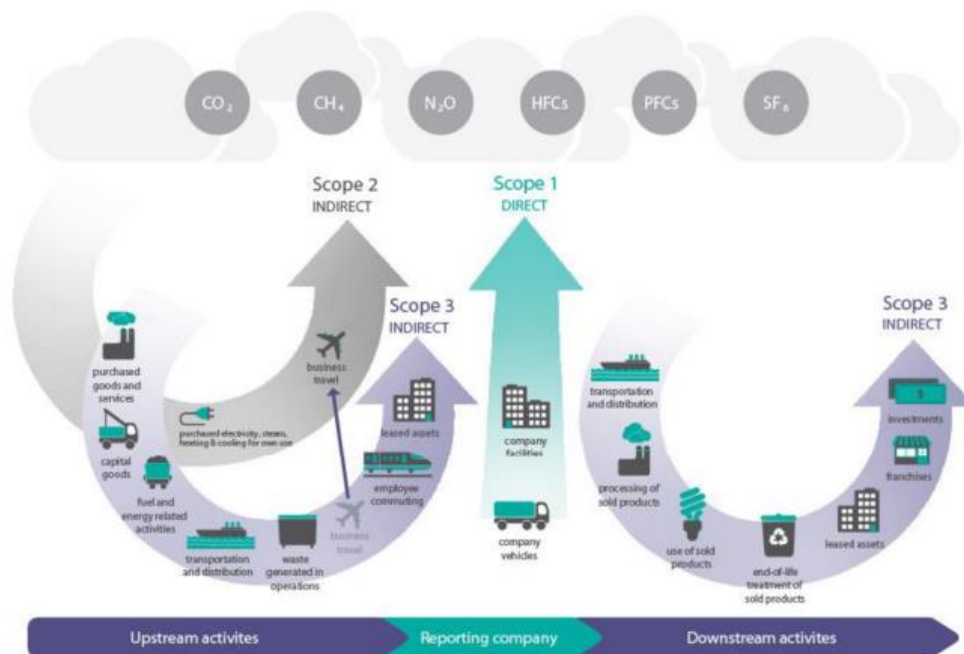 CO₂
CH₄
N₂O
HFCs
PFCs
SF₆
Scope 2
INDIRECT
Scope 1
DIRECT
Scope 3
INDIRECT
Scope 3
INDIRECT
purchased
goods and
services
capital
goods
fuel and
energy related
activities
purchased electricity, steam,
heating & cooling for own use
business
travel
transportation
and distribution
waste
generated in
operations
business
travel
employee
commuting
leased assets
company
facilities
company
vehicles
transportation
and distribution
processing of
sold products
use of sold
products
end-of-life
treatment of
sold products
leased assets
franchises
investments
$
Upstream activites
Reporting company
Downstream activites